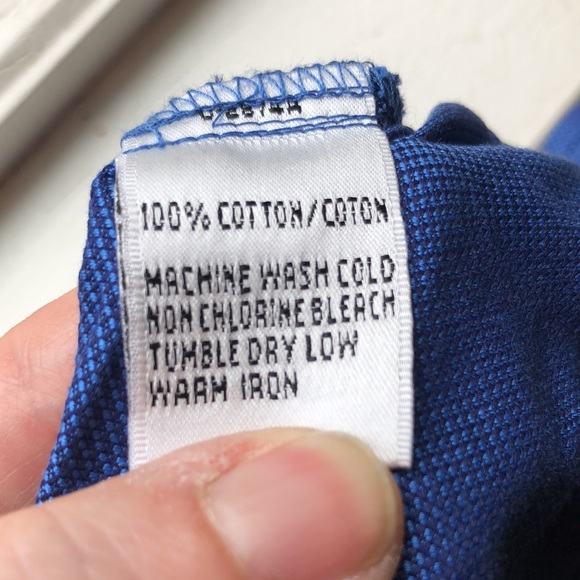 100% COTTON/COTON
MACHINE WASH COLD
NON CHLORINE BLEACH
TUMBLE DRY LOW
WARM IRON